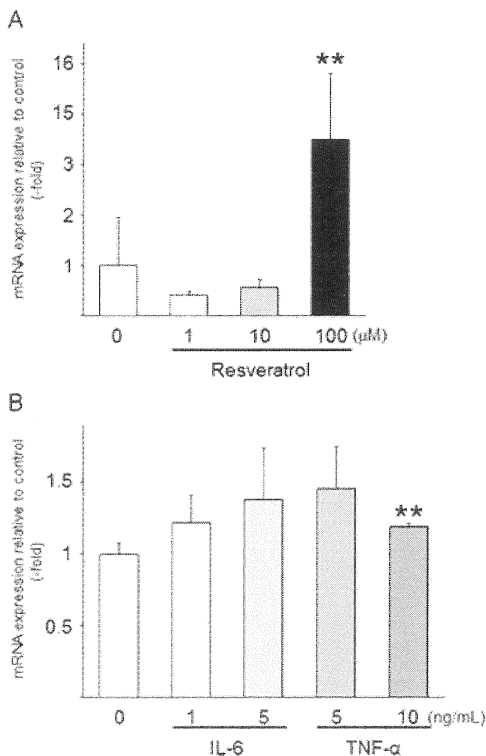 A
mRNA expression relative to control
(-fold)
16
15
3
2
1
**
0 1 10 100 (μM)
Resveratrol
B
mRNA expression relative to control
(-fold)
1.5
1
0.5
**
0 1 5 5 10 (ng/mL)
IL-6 TNF-α